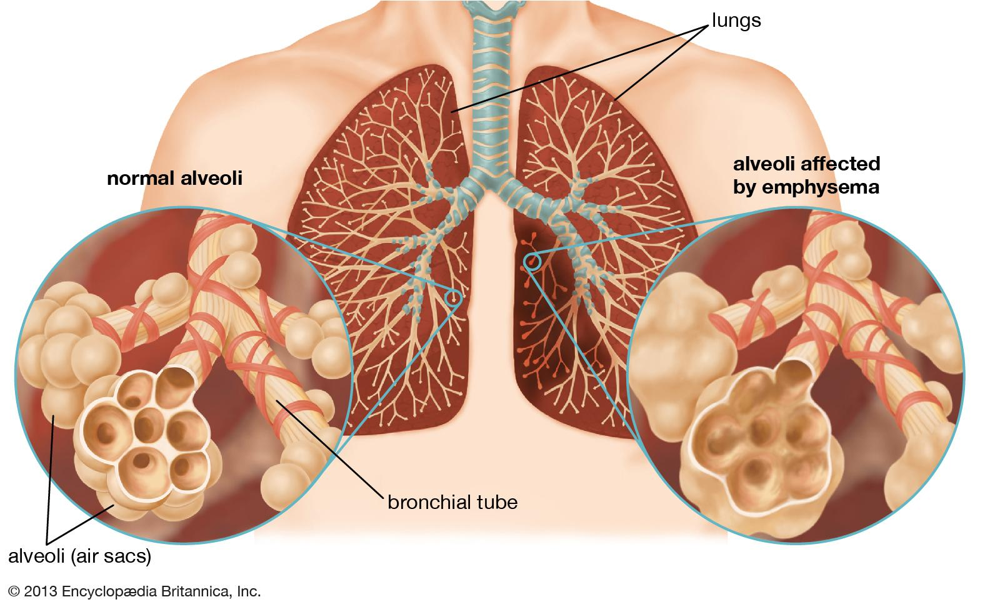 lungs
normal alveoli
alveoli affected
by emphysema
bronchial tube
alveoli (air sacs)
© 2013 Encyclopædia Britannica, Inc.